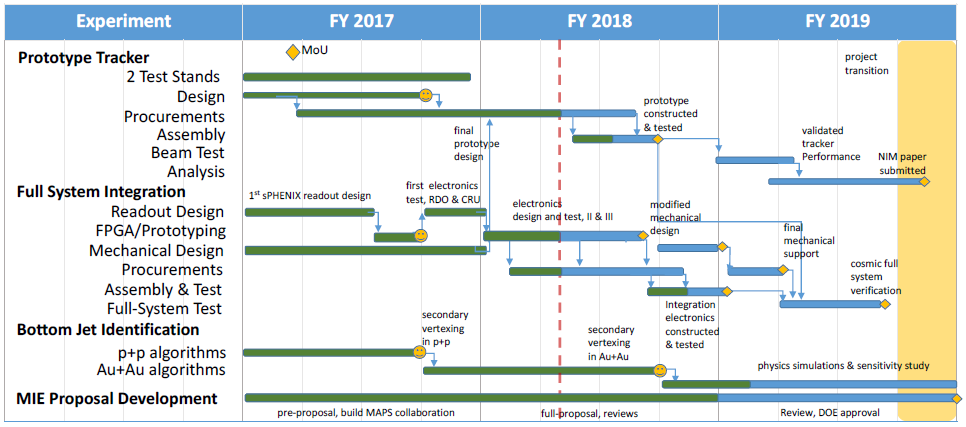 Experiment FY 2017 FY 2018 FY 2019
Prototype Tracker
MoU
project
transition
2 Test Stands
Design
Procurements
prototype
constructed
& tested
Assembly
final
prototype
design
Beam Test
validated
tracker
Performance
Analysis
NIM paper
submitted
Full System Integration
1st sPHENIX readout design
first electronics
test, RDO & CRU
Readout Design
electronics
design and test, II & III
modified
mechanical
design
FPGA/Prototyping
Mechanical Design
final
mechanical
support
Procurements
cosmic full
system
verification
Assembly & Test
Full-System Test
Integration
electronics
constructed
& tested
Bottom Jet Identification
secondary
vertexing
in p+p
secondary
vertexing
in Au+Au
p+p algorithms
Au+Au algorithms
physics simulations & sensitivity study
MIE Proposal Development
pre-proposal, build MAPS collaboration
full-proposal, reviews
Review, DOE approval